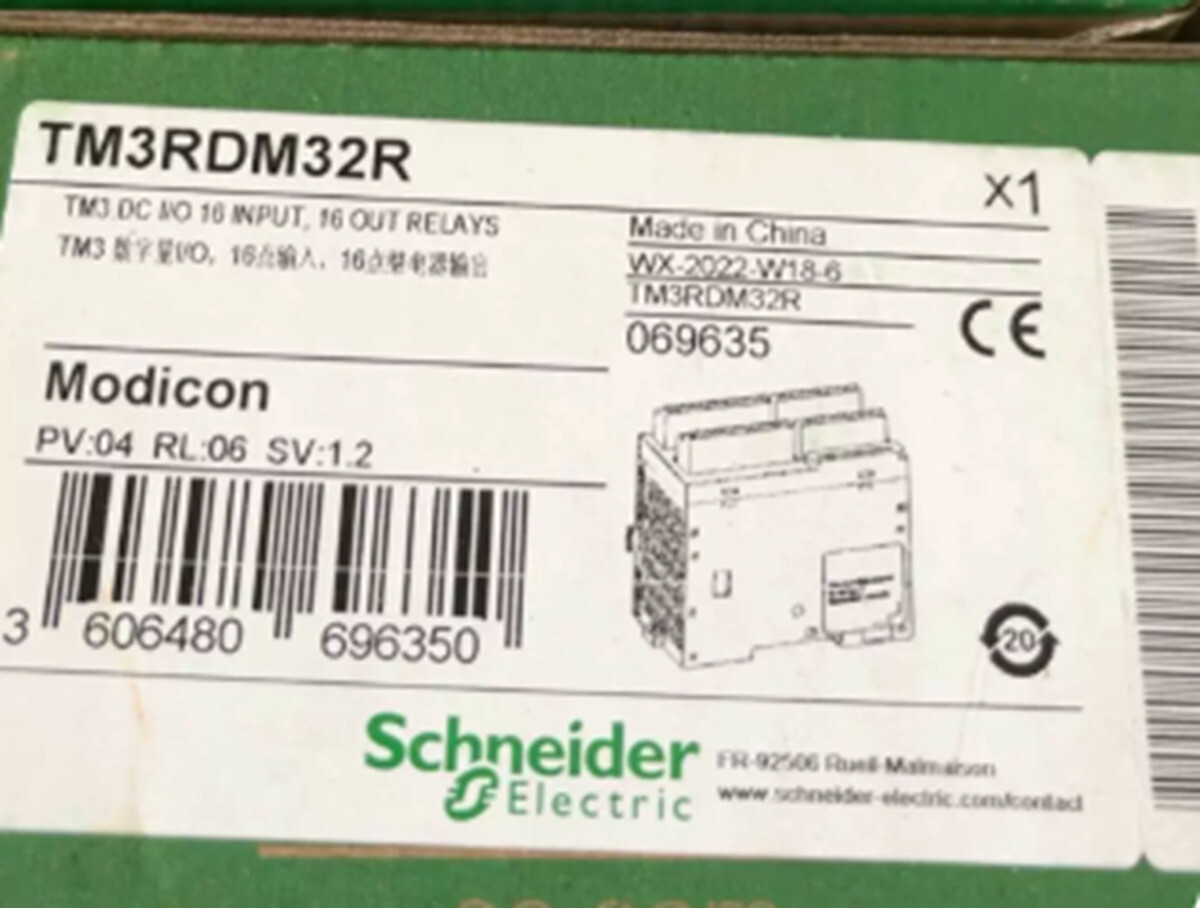 TM3RDM32R
X1
TM3 DC I/O 16 INPUT, 16 OUT RELAYS
TM3 数字量I/O, 16点输入, 16点继电器输出
Made in China
WX-2022-W18-6
TM3RDM32R
069635
CE
Modicon
PV:04 RL:06 SV:1.2
3 606480 696350
20
Schneider
Electric
FR-92506 Rueil-Malmaison
www.schneider-electric.com/contact